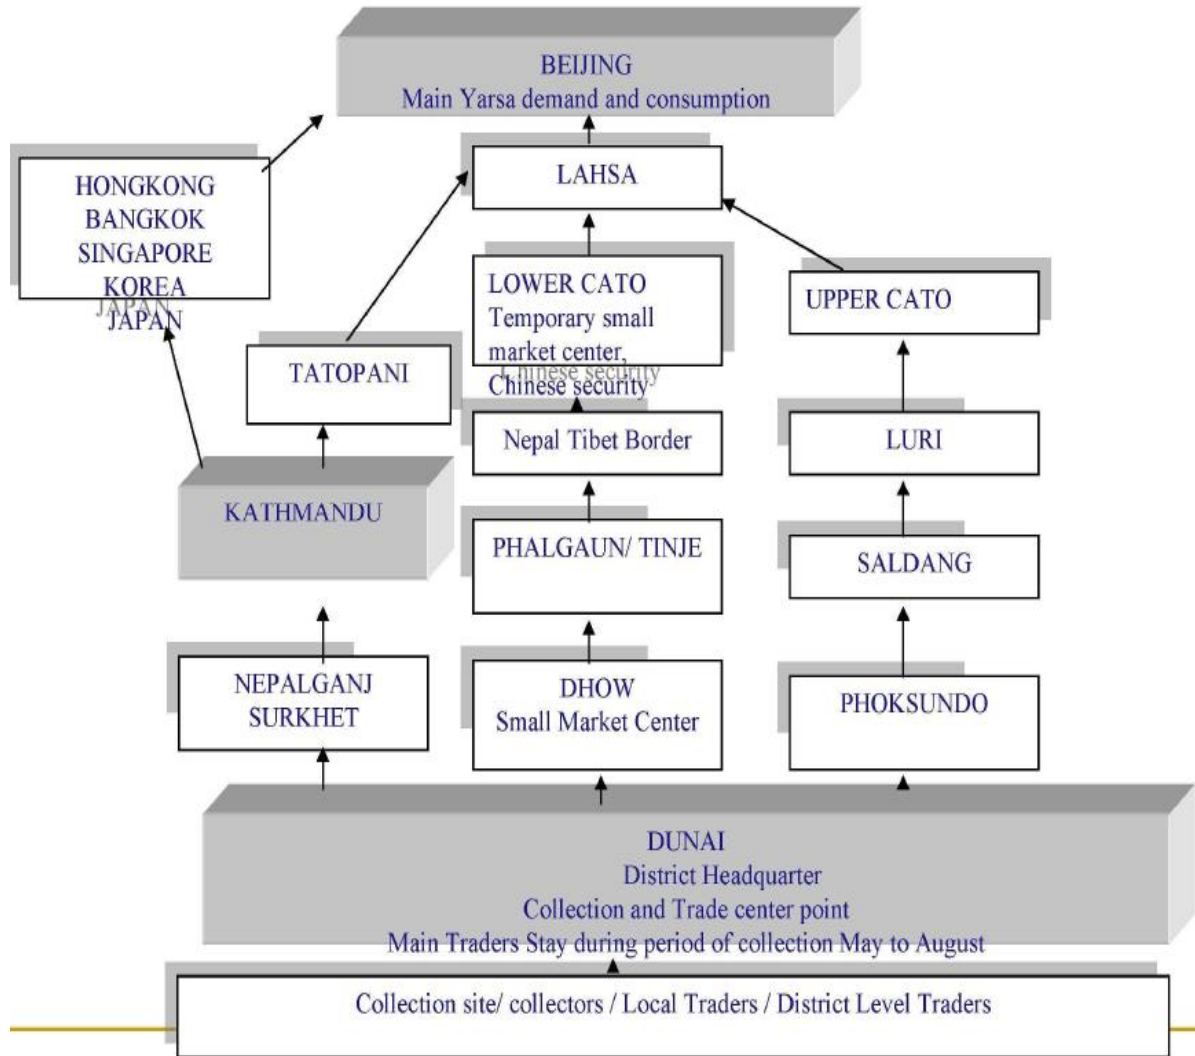 BEIJING
Main Yarsa demand and consumption
LAHSA
HONGKONG
BANGKOK
SINGAPORE
KOREA
JAPAN
LOWER CATO
Temporary small
market center,
Chinese security
UPPER CATO
TATOPANI
Nepal Tibet Border
LURI
KATHMANDU
PHALGAUN/ TINJE
SALDANG
NEPALGANJ
SURKHET
DHOW
Small Market Center
PHOKSUNDO
DUNAI
District Headquarter
Collection and Trade center point
Main Traders Stay during period of collection May to August
Collection site/ collectors / Local Traders / District Level Traders